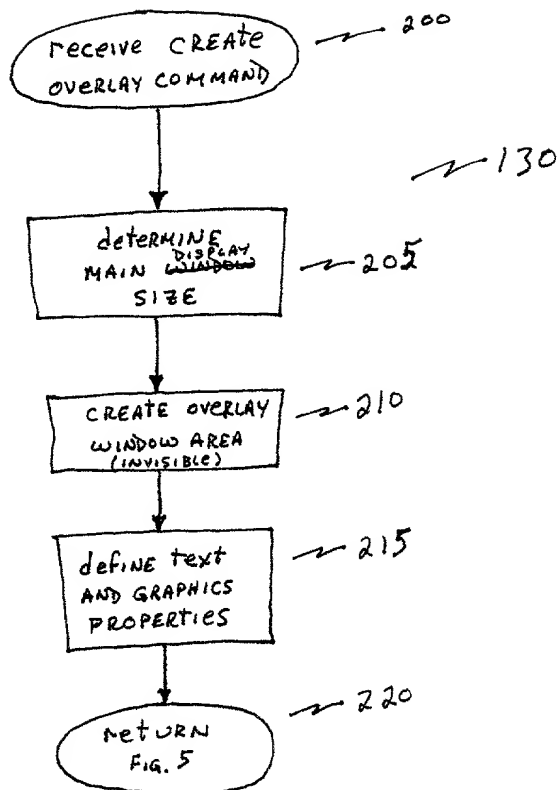 receive CREATE
OVERLAY COMMAND
200
130
determine
MAIN DISPLAY
SIZE
205
CREATE OVERLAY
WINDOW AREA
(INVISIBLE)
210
define text
AND GRAPHICS
PROPERTIES
215
return
FIG. 5
220